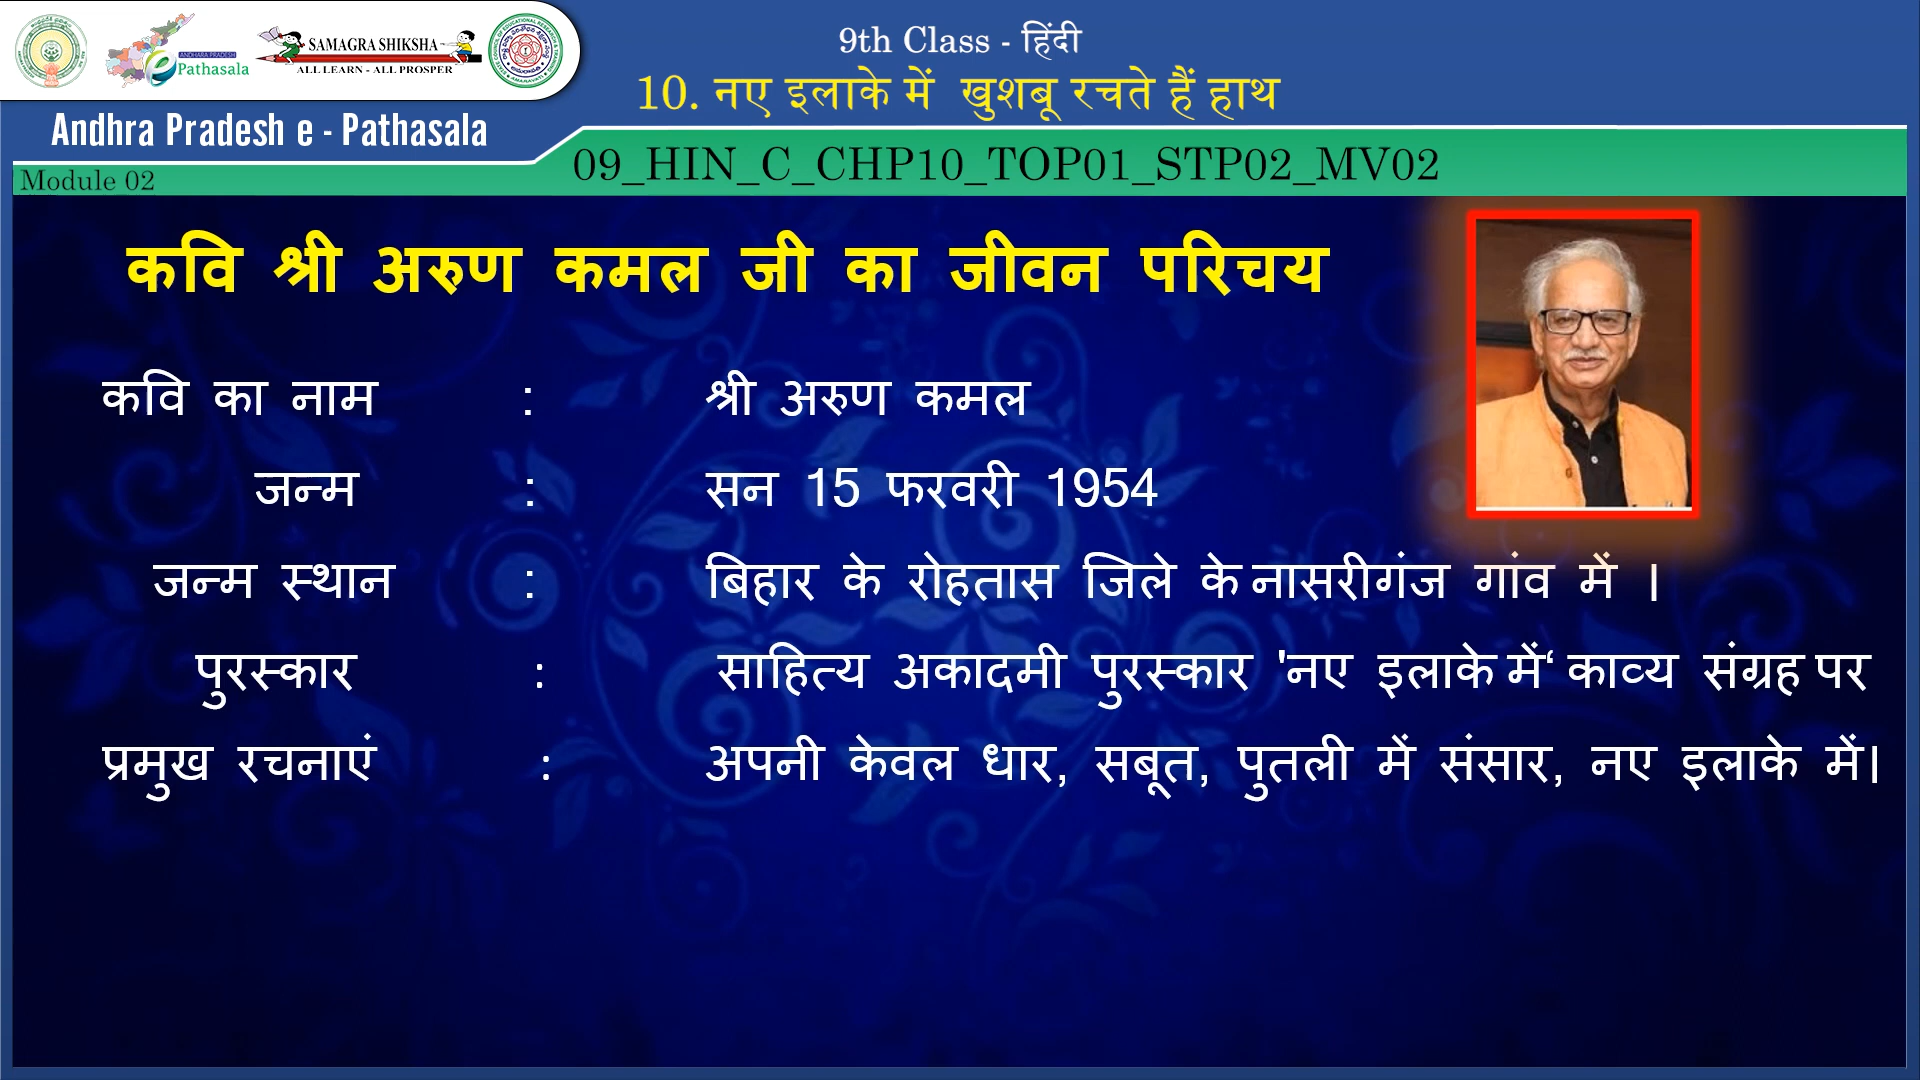 SAMAGRA SHIKSHA
ALL LEARN - ALL PROSPER
ANDHRA PRADESH
e Pathasala
Andhra Pradesh e - Pathasala
9th Class - हिंदी
10. नए इलाके में खुशबू रचते हैं हाथ
Module 02
09_HIN_C_CHP10_TOP01_STP02_MV02
कवि श्री अरुण कमल जी का जीवन परिचय
कवि का नाम : श्री अरुण कमल
जन्म : सन 15 फरवरी 1954
जन्म स्थान : बिहार के रोहतास जिले के नासरीगंज गांव में ।
पुरस्कार : साहित्य अकादमी पुरस्कार 'नए इलाके में‘ काव्य संग्रह पर
प्रमुख रचनाएं : अपनी केवल धार, सबूत, पुतली में संसार, नए इलाके में।